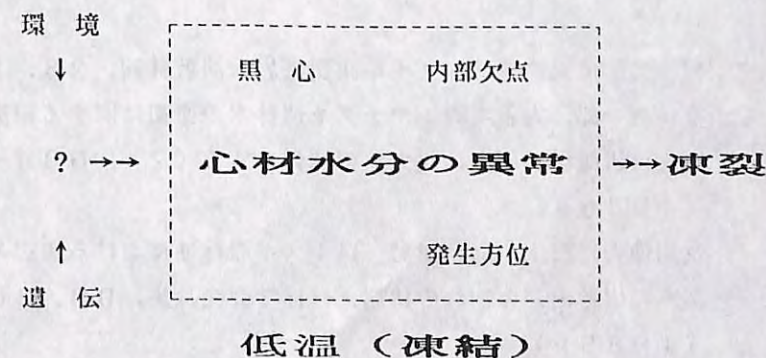 環 境
↓ 黒 心 内部欠点
? →→ 心材水分の異常 →→凍裂
↑ 発生方位
遺 伝
低温（凍結）